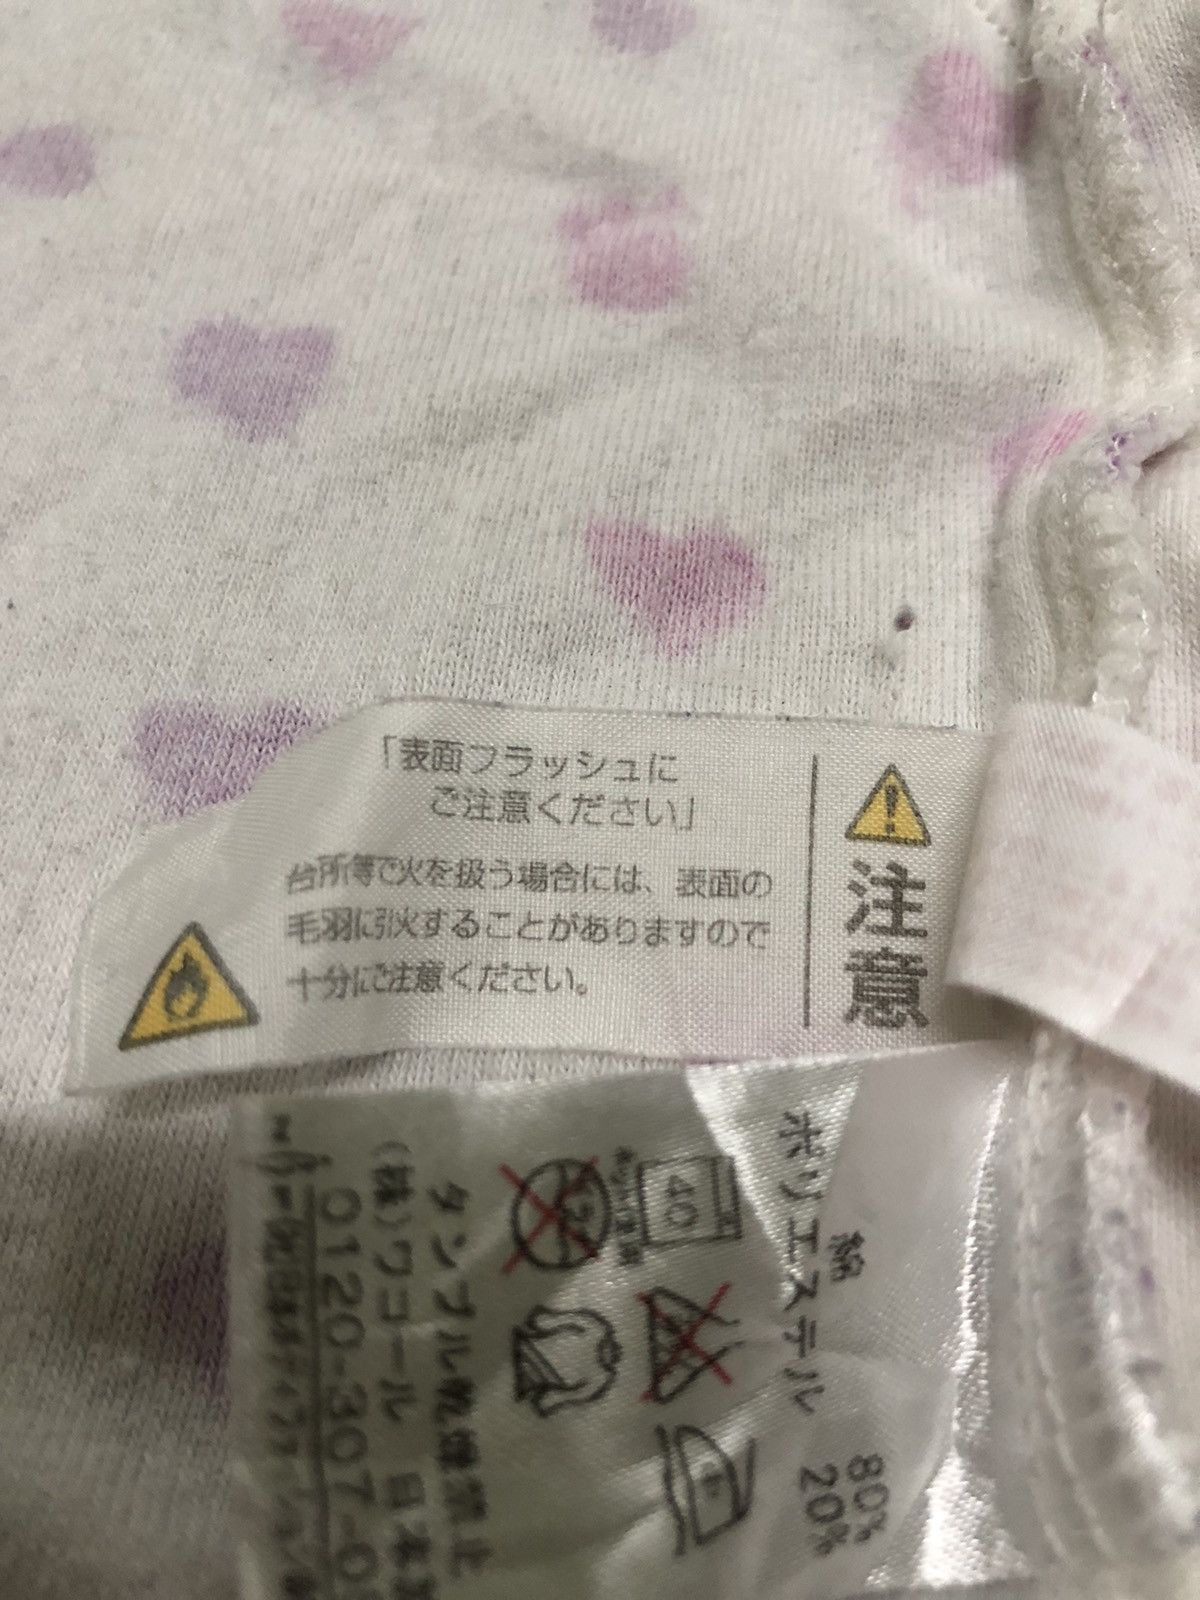 「表面フラッシュに
ご注意ください」
台所等で火を扱う場合には、表面の
毛羽に引火することがありますので
十分にご注意ください。
注意
綿 80%
ポリエステル 20%
40
タンブル乾燥禁止
(株)ワコール 日本
0120-307-0